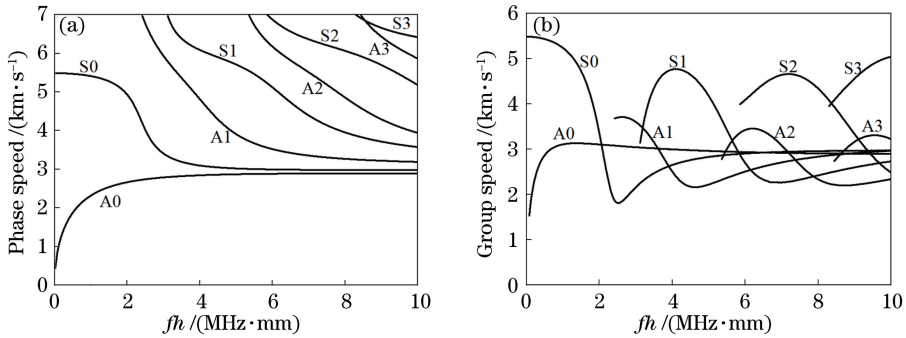 (a)
Phase speed /(km·s⁻¹)
7
6
5
4
3
2
1
0
S0
S1
S2
S3
A3
A2
A1
A0
0 2 4 6 8 10
fh /(MHz·mm)
(b)
Group speed /(km·s⁻¹)
6
5
4
3
2
1
0
S0
S1
S2
S3
A0
A1
A2
A3
0 2 4 6 8 10
fh /(MHz·mm)